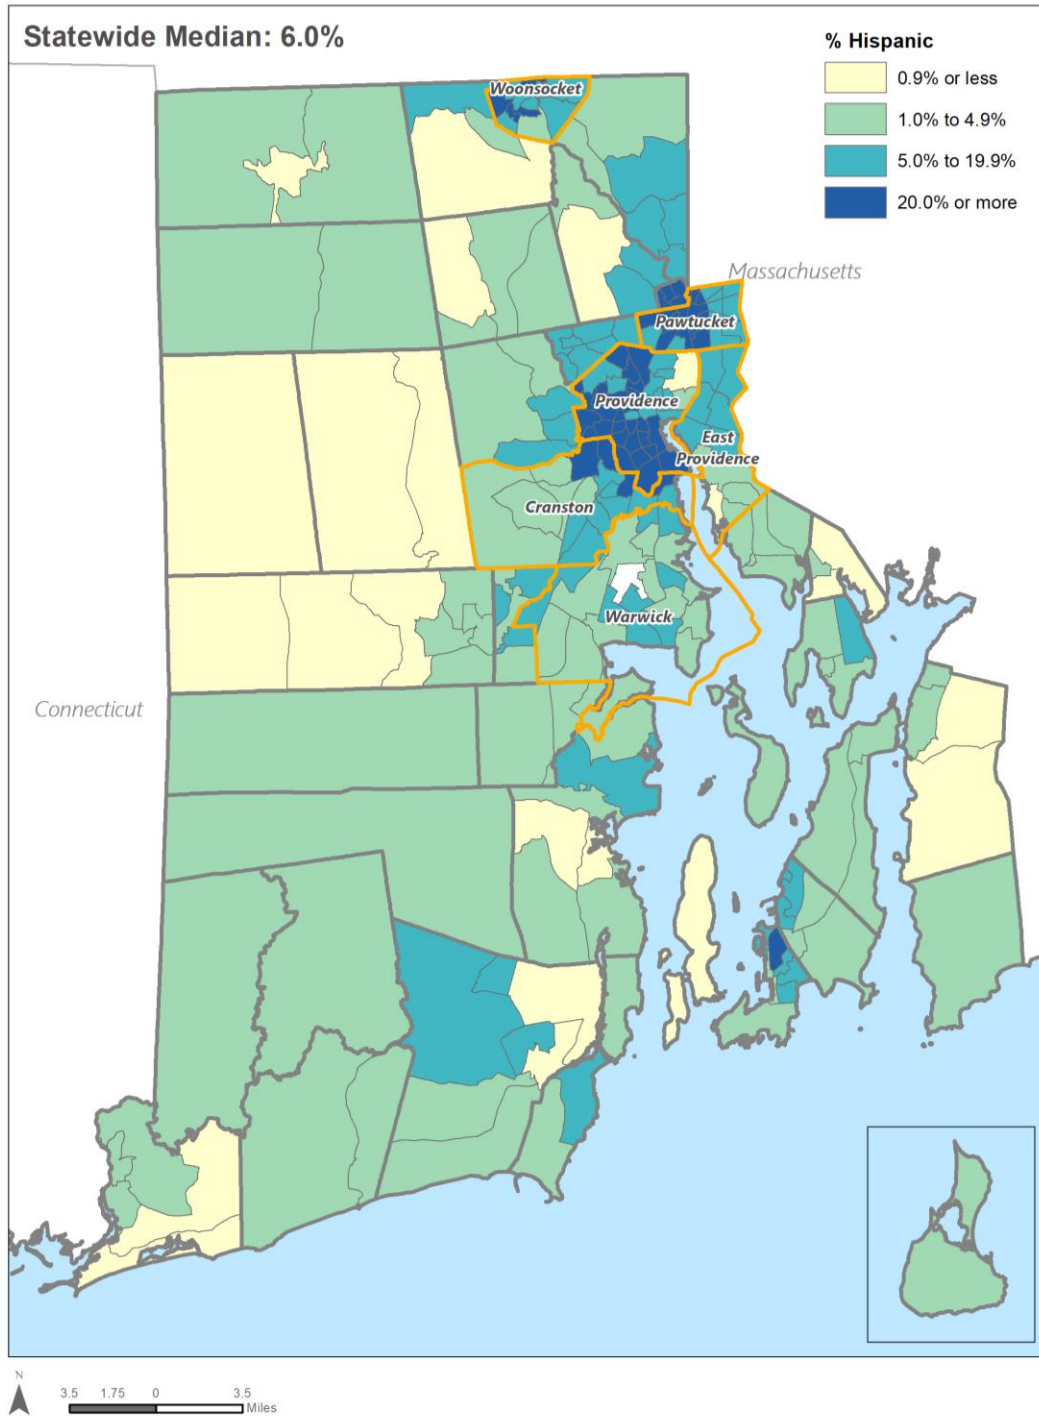 Statewide Median: 6.0%
% Hispanic
0.9% or less
1.0% to 4.9%
5.0% to 19.9%
20.0% or more
Woonsocket
Massachusetts
Pawtucket
Providence
East
Providence
Cranston
Warwick
Connecticut
N
3.5 1.75 0 3.5
Miles